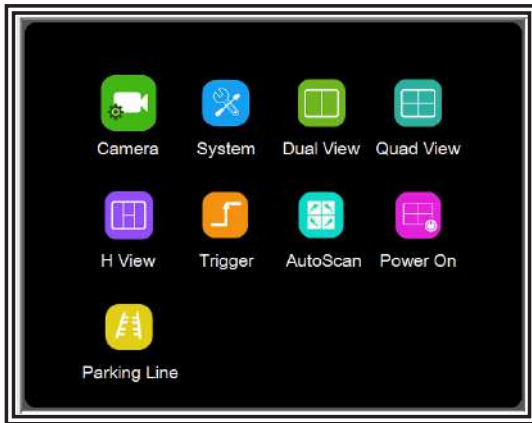 Camera System Dual View Quad View
H View Trigger AutoScan Power On
Parking Line